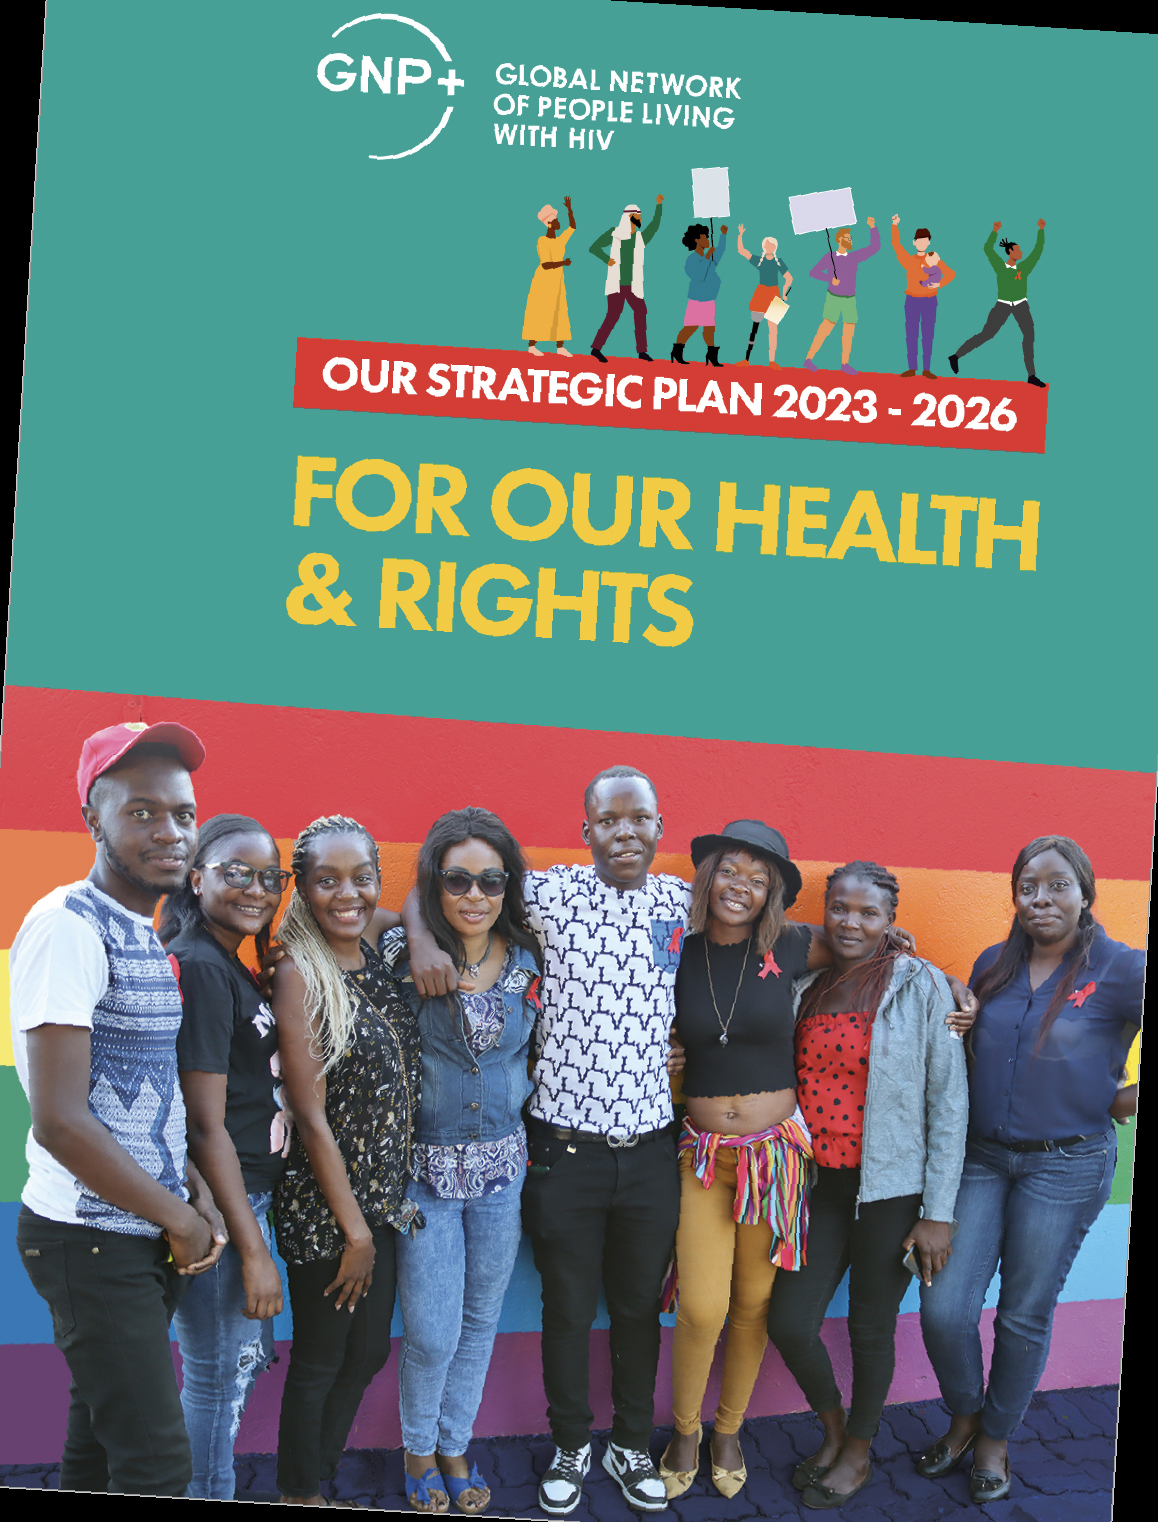 GNP+
GLOBAL NETWORK
OF PEOPLE LIVING
WITH HIV
OUR STRATEGIC PLAN 2023 - 2026
FOR OUR HEALTH
& RIGHTS